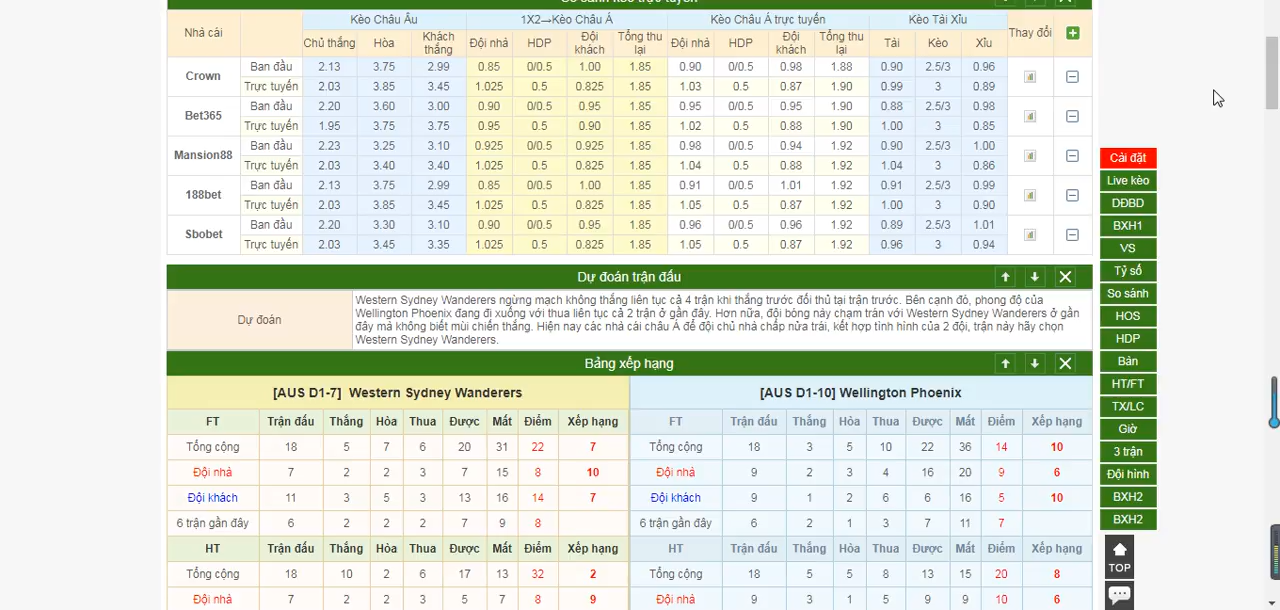 So sánh kèo trực tuyến
Nhà cái Kèo Châu Âu 1X2→Kèo Châu Á Kèo Châu Á trực tuyến Kèo Tài Xỉu Thay đổi
Chủ thắng Hòa Khách thắng Đội nhà HDP Đội khách Tổng thu lại Đội nhà HDP Đội khách Tổng thu lại Tài Kèo Xỉu
Crown Ban đầu 2.13 3.75 2.99 0.85 0/0.5 1.00 1.85 0.90 0/0.5 0.98 1.88 0.90 2.5/3 0.96
Trực tuyến 2.03 3.85 3.45 1.025 0.5 0.825 1.85 1.03 0.5 0.87 1.90 0.99 3 0.89
Bet365 Ban đầu 2.20 3.60 3.00 0.90 0/0.5 0.95 1.85 0.95 0/0.5 0.95 1.90 0.88 2.5/3 0.98
Trực tuyến 1.95 3.75 3.75 0.95 0.5 0.90 1.85 1.02 0.5 0.88 1.90 1.00 3 0.85
Mansion88 Ban đầu 2.23 3.25 3.10 0.925 0/0.5 0.925 1.85 0.98 0/0.5 0.94 1.92 0.90 2.5/3 1.00
Trực tuyến 2.03 3.40 3.40 1.025 0.5 0.825 1.85 1.04 0.5 0.88 1.92 1.04 3 0.86
188bet Ban đầu 2.13 3.75 2.99 0.85 0/0.5 1.00 1.85 0.91 0/0.5 1.01 1.92 0.91 2.5/3 0.99
Trực tuyến 2.03 3.85 3.45 1.025 0.5 0.825 1.85 1.05 0.5 0.87 1.92 1.00 3 0.90
Sbobet Ban đầu 2.20 3.30 3.10 0.90 0/0.5 0.95 1.85 0.96 0/0.5 0.96 1.92 0.89 2.5/3 1.01
Trực tuyến 2.03 3.45 3.35 1.025 0.5 0.825 1.85 1.05 0.5 0.87 1.92 0.96 3 0.94
Dự đoán trận đấu
Dự đoán
Western Sydney Wanderers ngừng mạch không thắng liên tục cả 4 trận khi thắng trước đối thủ tại trận trước. Bên cạnh đó, phong độ của
Wellington Phoenix đang đi xuống với thua liên tục cả 2 trận ở gần đây. Hơn nữa, đội bóng này chạm trán với Western Sydney Wanderers ở gần
đây mà không biết mùi chiến thắng. Hiện nay các nhà cái châu Á để đội chủ nhà chấp nửa trái, kết hợp tình hình của 2 đội, trận này hãy chọn
Western Sydney Wanderers.
Bảng xếp hạng
[AUS D1-7] Western Sydney Wanderers [AUS D1-10] Wellington Phoenix
FT Trận đấu Thắng Hòa Thua Được Mất Điểm Xếp hạng FT Trận đấu Thắng Hòa Thua Được Mất Điểm Xếp hạng
Tổng cộng 18 5 7 6 20 31 22 7 Tổng cộng 18 3 5 10 22 36 14 10
Đội nhà 7 2 2 3 7 15 8 10 Đội nhà 9 2 3 4 16 20 9 6
Đội khách 11 3 5 3 13 16 14 7 Đội khách 9 1 2 6 6 16 5 10
6 trận gần đây 6 2 2 2 7 9 8 6 trận gần đây 6 2 1 3 7 11 7
HT Trận đấu Thắng Hòa Thua Được Mất Điểm Xếp hạng HT Trận đấu Thắng Hòa Thua Được Mất Điểm Xếp hạng
Tổng cộng 18 10 2 6 17 13 32 2 Tổng cộng 18 5 5 8 13 15 20 8
Đội nhà 7 2 2 3 5 7 8 9 Đội nhà 9 3 1 5 9 9 10 6
Cài đặt
Live kèo
DĐBD
BXH1
VS
Tỷ số
So sánh
HOS
HDP
Bàn
HT/FT
TX/LC
Giờ
3 trận
Đội hình
BXH2
BXH2
TOP